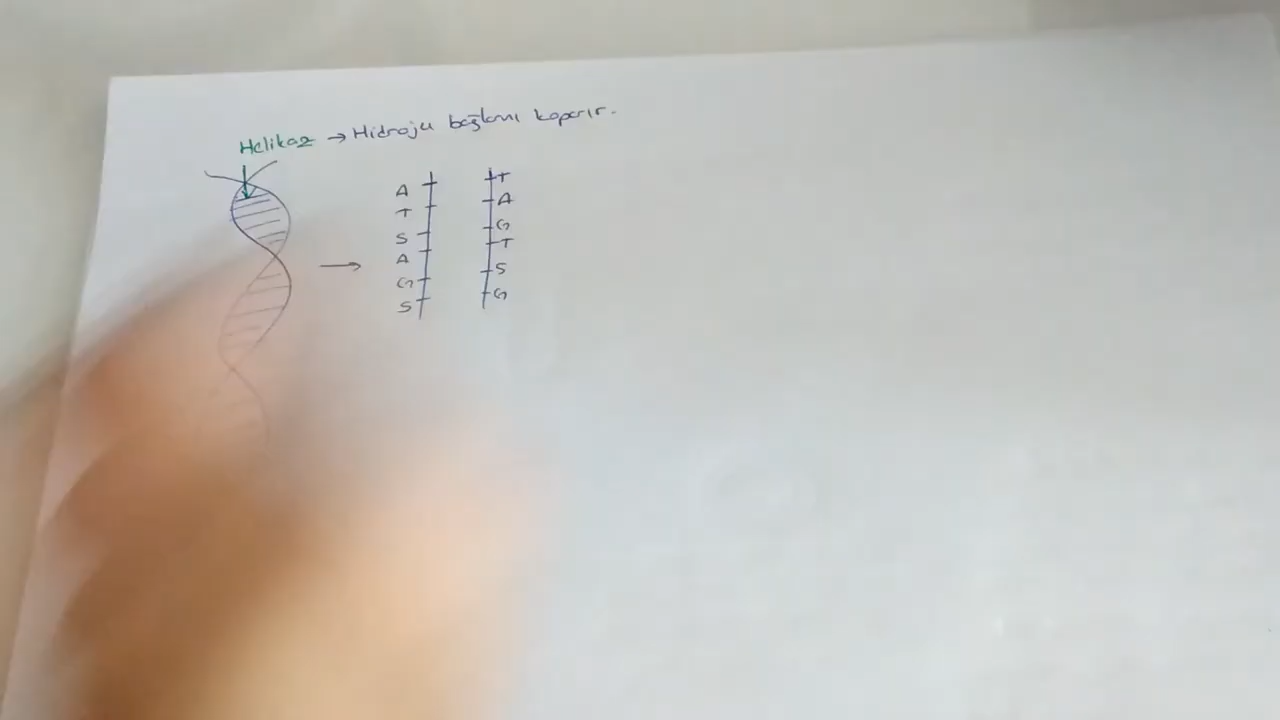 Helikaz → Hidrojen bağlarını koparır.
A T
T A
S G
A T
G S
S G